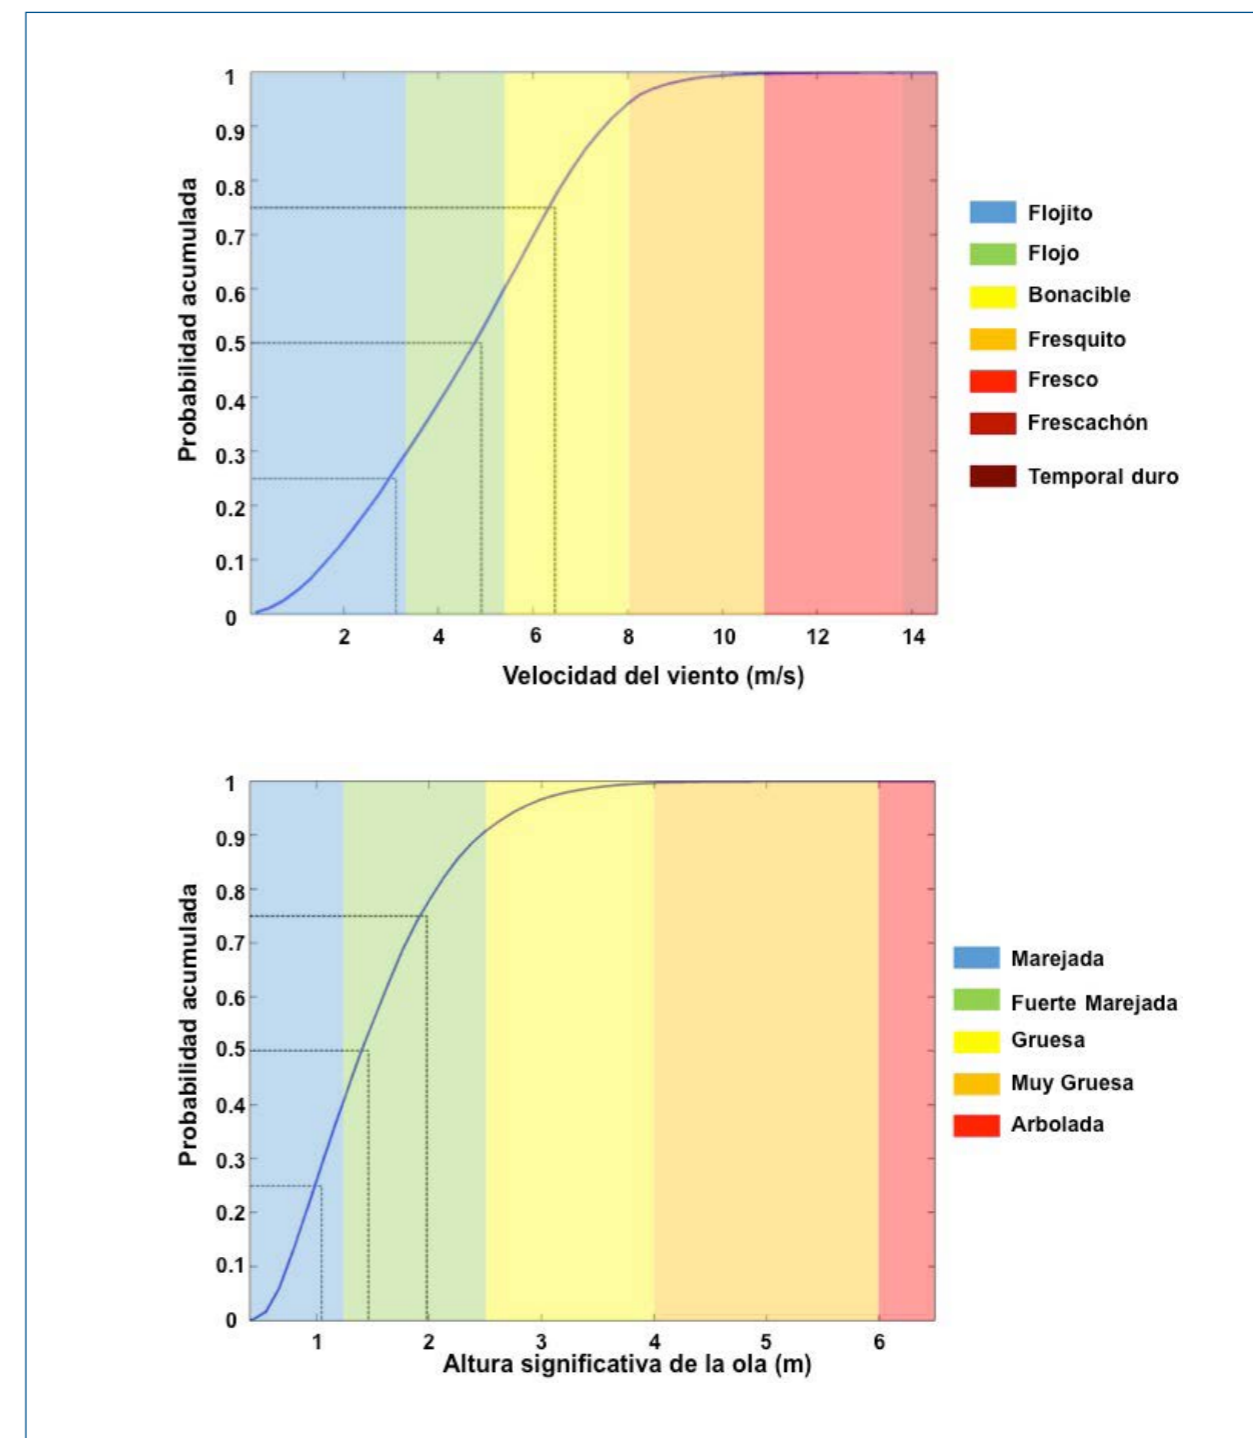 1
0.9
0.8
0.7
0.6
0.5
0.4
0.3
0.2
0.1
0
Probabilidad acumulada
2 4 6 8 10 12 14
Velocidad del viento (m/s)
Flojito
Flojo
Bonacible
Fresquito
Fresco
Frescachón
Temporal duro
1
0.9
0.8
0.7
0.6
0.5
0.4
0.3
0.2
0.1
0
Probabilidad acumulada
1 2 3 4 5 6
Altura significativa de la ola (m)
Marejada
Fuerte Marejada
Gruesa
Muy Gruesa
Arbolada